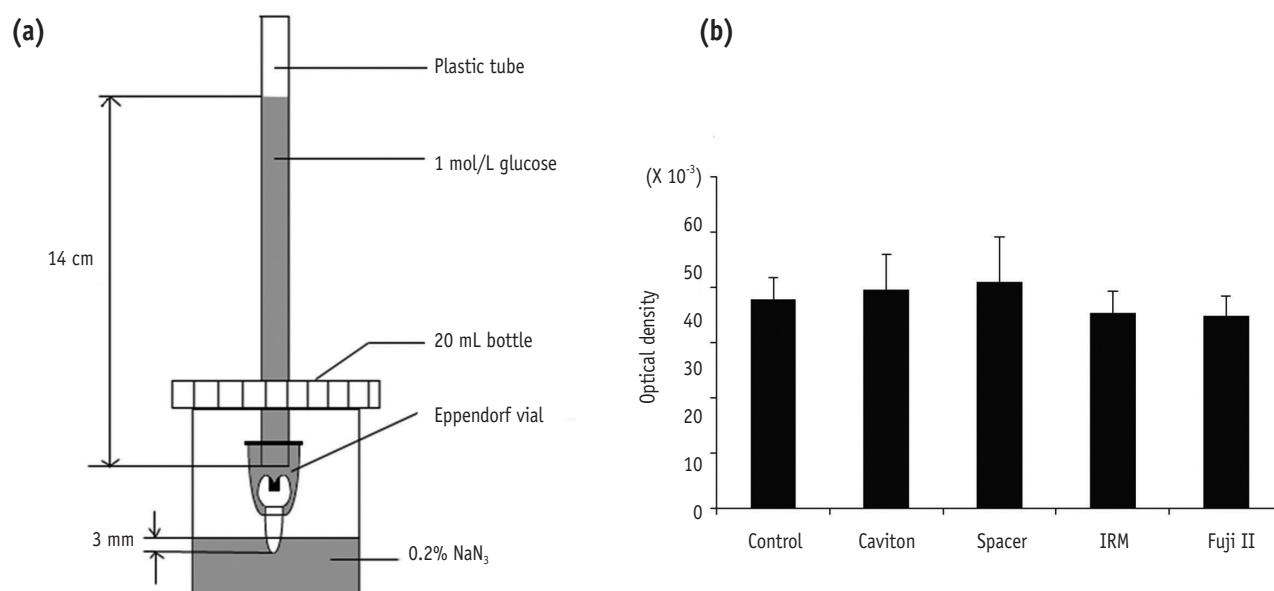 (a)
Plastic tube
1 mol/L glucose
14 cm
20 mL bottle
Eppendorf vial
3 mm
0.2% NaN₃
(b)
(X 10⁻³)
60
50
40
30
20
10
0
Optical density
Control Caviton Spacer IRM Fuji II